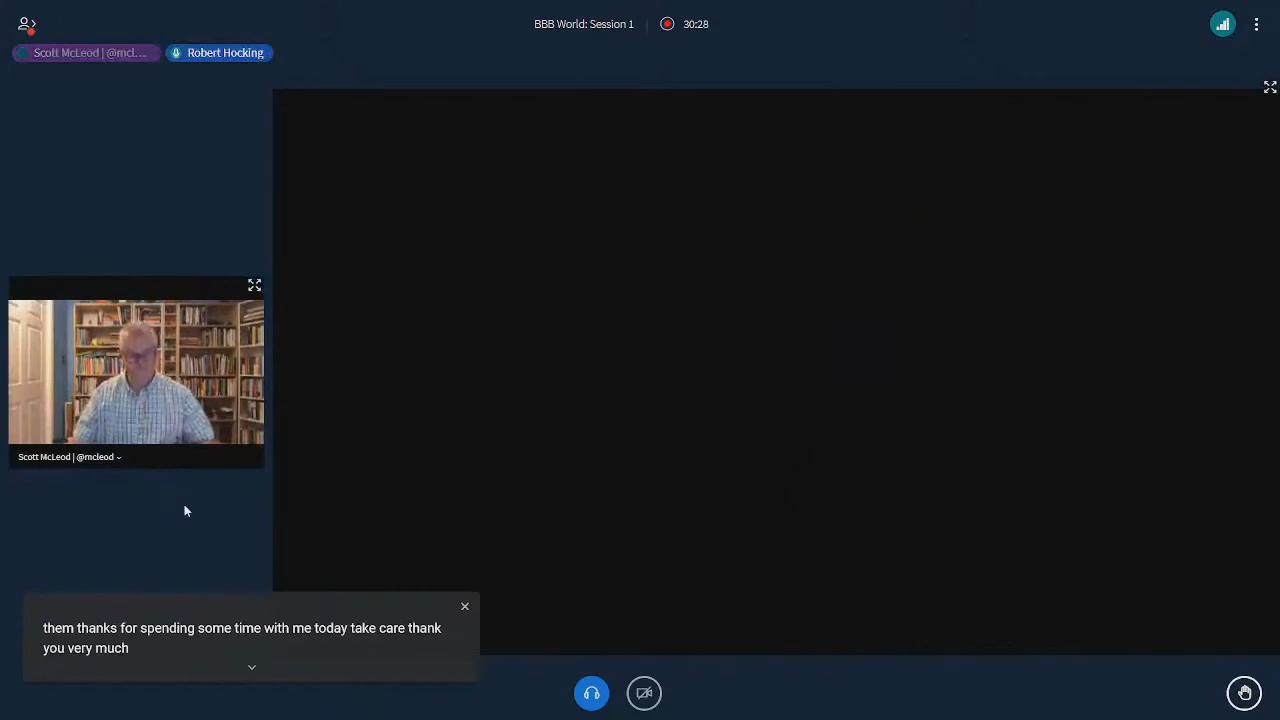 BBB World: Session 1
30:28
Scott McLeod | @mcl...
Robert Hocking
Scott McLeod | @mcleod
them thanks for spending some time with me today take care thank
you very much